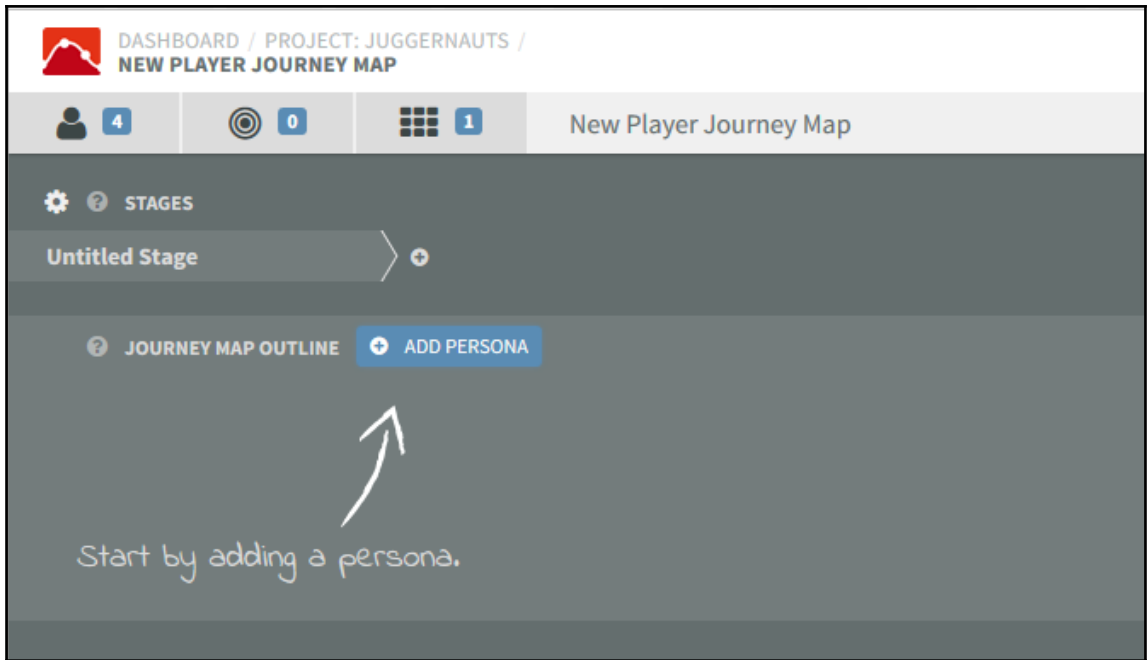 DASHBOARD / PROJECT: JUGGERNAUTS /
NEW PLAYER JOURNEY MAP
4 0 1 New Player Journey Map
STAGES
Untitled Stage
JOURNEY MAP OUTLINE ADD PERSONA
Start by adding a persona.